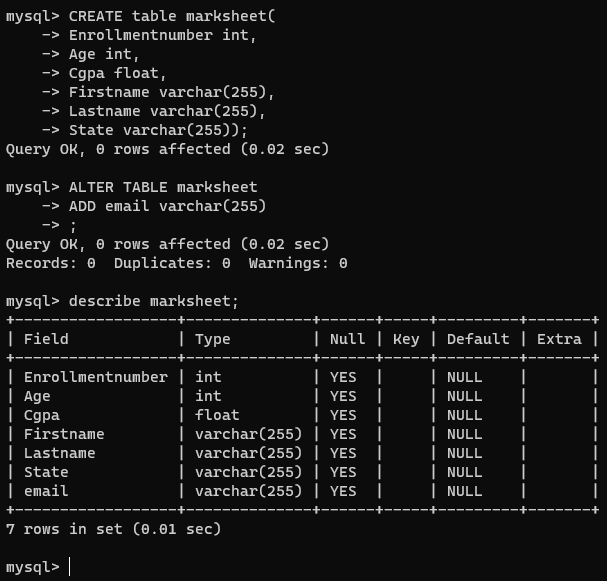 mysql> CREATE table marksheet(
    -> Enrollmentnumber int,
    -> Age int,
    -> Cgpa float,
    -> Firstname varchar(255),
    -> Lastname varchar(255),
    -> State varchar(255));
Query OK, 0 rows affected (0.02 sec)

mysql> ALTER TABLE marksheet
    -> ADD email varchar(255)
    -> ;
Query OK, 0 rows affected (0.02 sec)
Records: 0  Duplicates: 0  Warnings: 0

mysql> describe marksheet;
+------------------+--------------+------+-----+---------+-------+
| Field            | Type         | Null | Key | Default | Extra |
+------------------+--------------+------+-----+---------+-------+
| Enrollmentnumber | int          | YES  |     | NULL    |       |
| Age              | int          | YES  |     | NULL    |       |
| Cgpa             | float        | YES  |     | NULL    |       |
| Firstname        | varchar(255) | YES  |     | NULL    |       |
| Lastname         | varchar(255) | YES  |     | NULL    |       |
| State            | varchar(255) | YES  |     | NULL    |       |
| email            | varchar(255) | YES  |     | NULL    |       |
+------------------+--------------+------+-----+---------+-------+
7 rows in set (0.01 sec)

mysql>